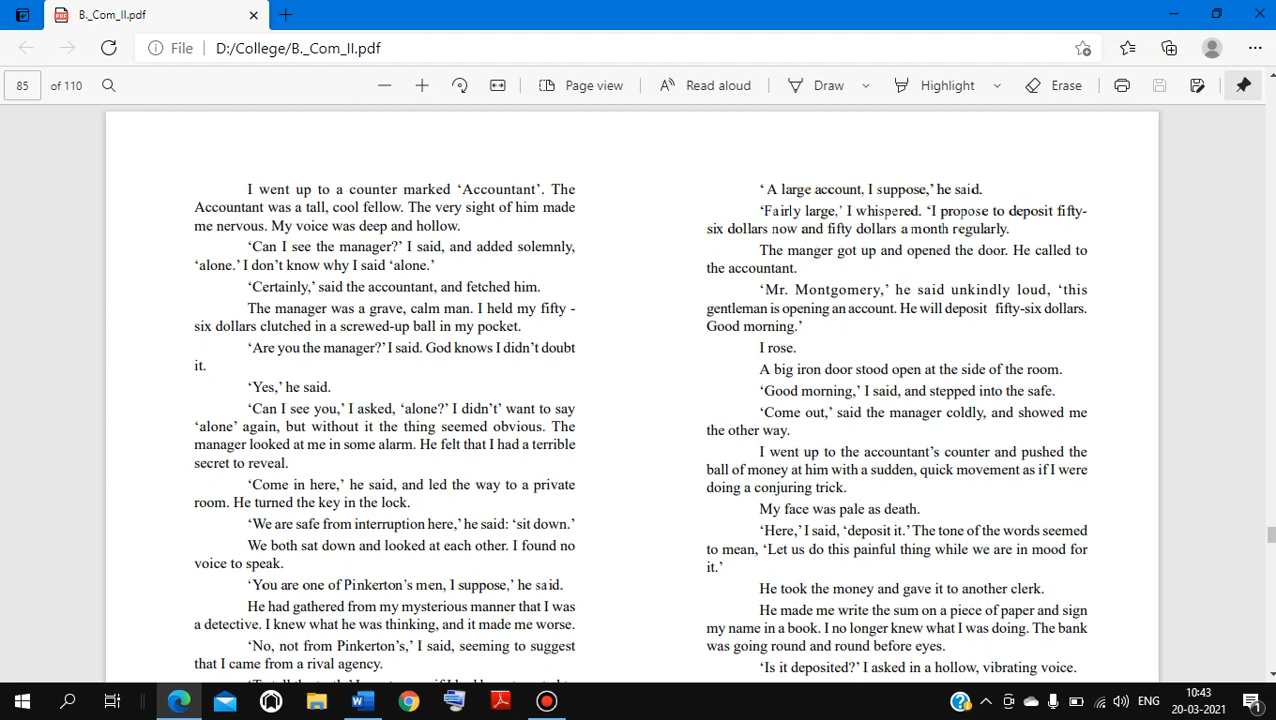 B._Com_II.pdf
File D:/College/B._Com_II.pdf
85 of 110 Page view Read aloud Draw Highlight Erase
I went up to a counter marked ‘Accountant’. The
Accountant was a tall, cool fellow. The very sight of him made
me nervous. My voice was deep and hollow.
‘Can I see the manager?’ I said, and added solemnly,
‘alone.’ I don’t know why I said ‘alone.’
‘Certainly,’ said the accountant, and fetched him.
The manager was a grave, calm man. I held my fifty -
six dollars clutched in a screwed-up ball in my pocket.
‘Are you the manager?’ I said. God knows I didn’t doubt
it.
‘Yes,’ he said.
‘Can I see you,’ I asked, ‘alone?’ I didn’t’ want to say
‘alone’ again, but without it the thing seemed obvious. The
manager looked at me in some alarm. He felt that I had a terrible
secret to reveal.
‘Come in here,’ he said, and led the way to a private
room. He turned the key in the lock.
‘We are safe from interruption here,’ he said: ‘sit down.’
We both sat down and looked at each other. I found no
voice to speak.
‘You are one of Pinkerton’s men, I suppose,’ he said.
He had gathered from my mysterious manner that I was
a detective. I knew what he was thinking, and it made me worse.
‘No, not from Pinkerton’s,’ I said, seeming to suggest
that I came from a rival agency.
‘ A large account, I suppose,’ he said.
‘Fairly large,’ I whispered. ‘I propose to deposit fifty-
six dollars now and fifty dollars a month regularly.
The manger got up and opened the door. He called to
the accountant.
‘Mr. Montgomery,’ he said unkindly loud, ‘this
gentleman is opening an account. He will deposit fifty-six dollars.
Good morning.’
I rose.
A big iron door stood open at the side of the room.
‘Good morning,’ I said, and stepped into the safe.
‘Come out,’ said the manager coldly, and showed me
the other way.
I went up to the accountant’s counter and pushed the
ball of money at him with a sudden, quick movement as if I were
doing a conjuring trick.
My face was pale as death.
‘Here,’ I said, ‘deposit it.’ The tone of the words seemed
to mean, ‘Let us do this painful thing while we are in mood for
it.’
He took the money and gave it to another clerk.
He made me write the sum on a piece of paper and sign
my name in a book. I no longer knew what I was doing. The bank
was going round and round before eyes.
‘Is it deposited?’ I asked in a hollow, vibrating voice.
ENG
10:43
20-03-2021